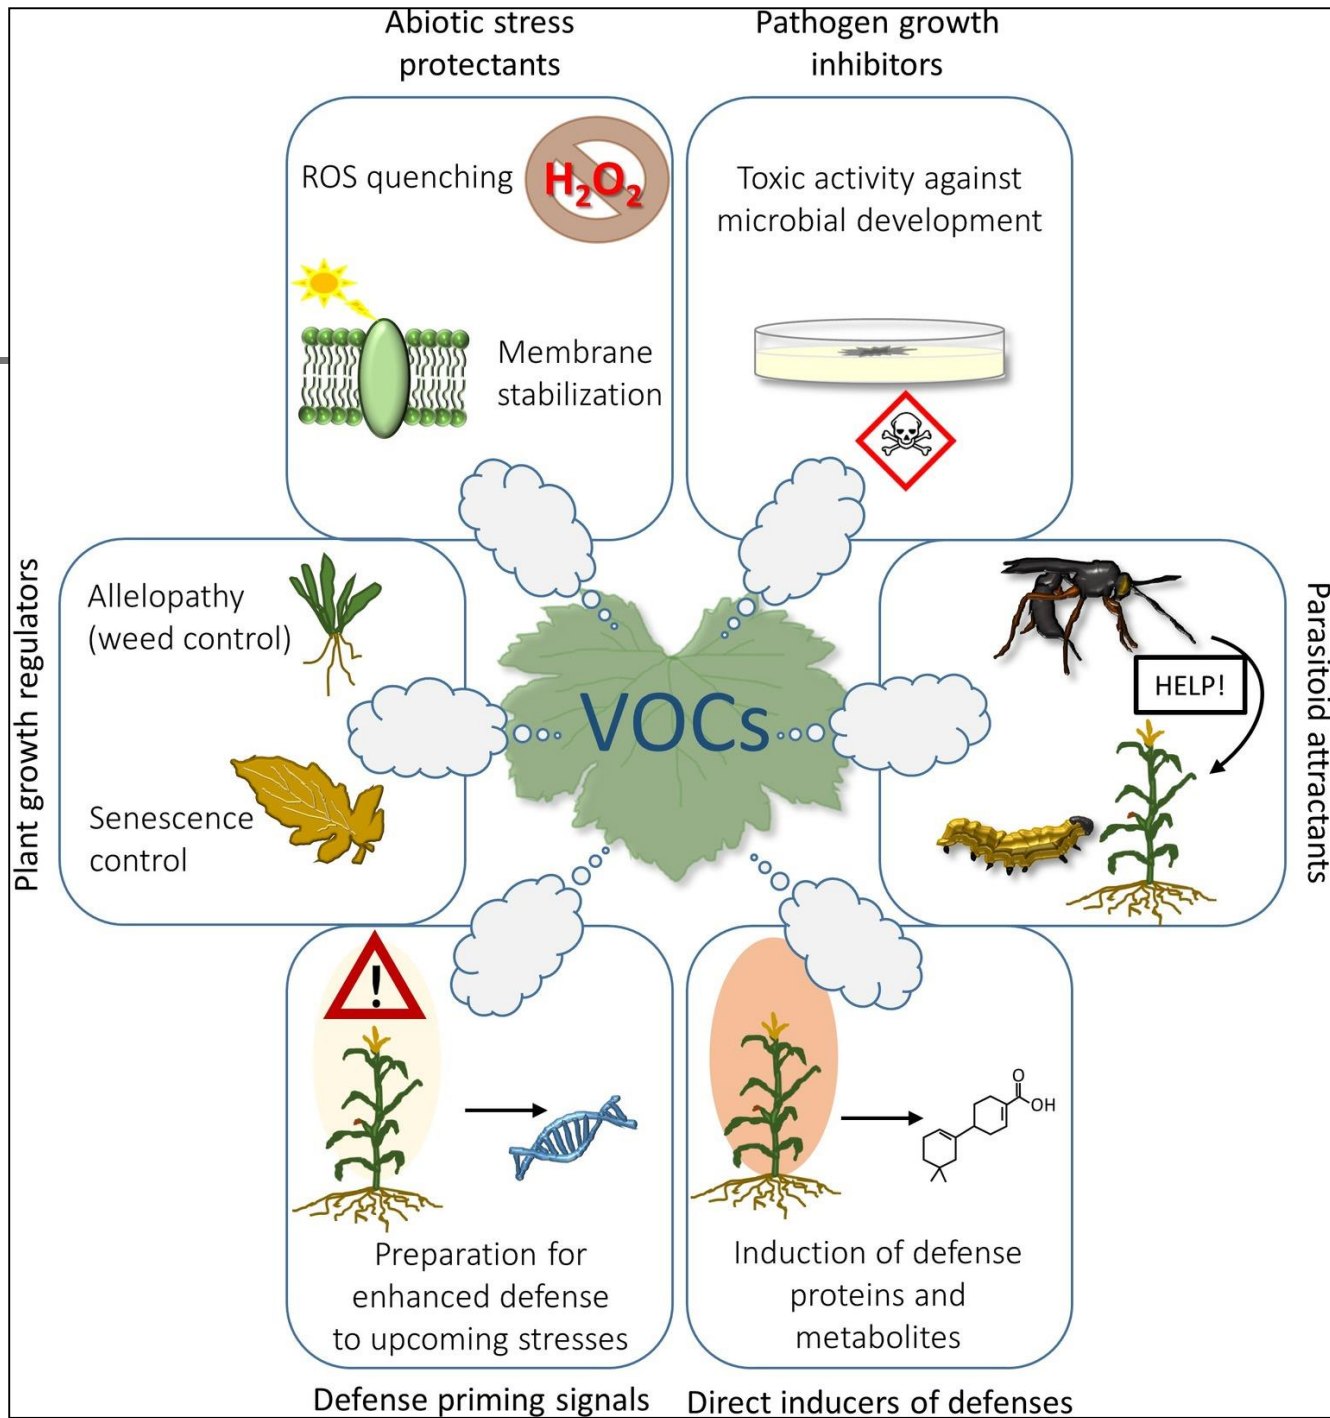 Abiotic stress
protectants
Pathogen growth
inhibitors
ROS quenching
H₂O₂
Membrane
stabilization
Toxic activity against
microbial development
Plant growth regulators
Allelopathy
(weed control)
Senescence
control
VOCs
HELP!
Parasitoid attractants
!
Preparation for
enhanced defense
to upcoming stresses
Defense priming signals
O
OH
Induction of defense
proteins and
metabolites
Direct inducers of defenses